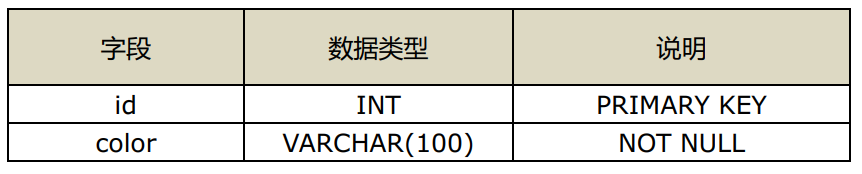 字段 数据类型 说明
id INT PRIMARY KEY
color VARCHAR(100) NOT NULL